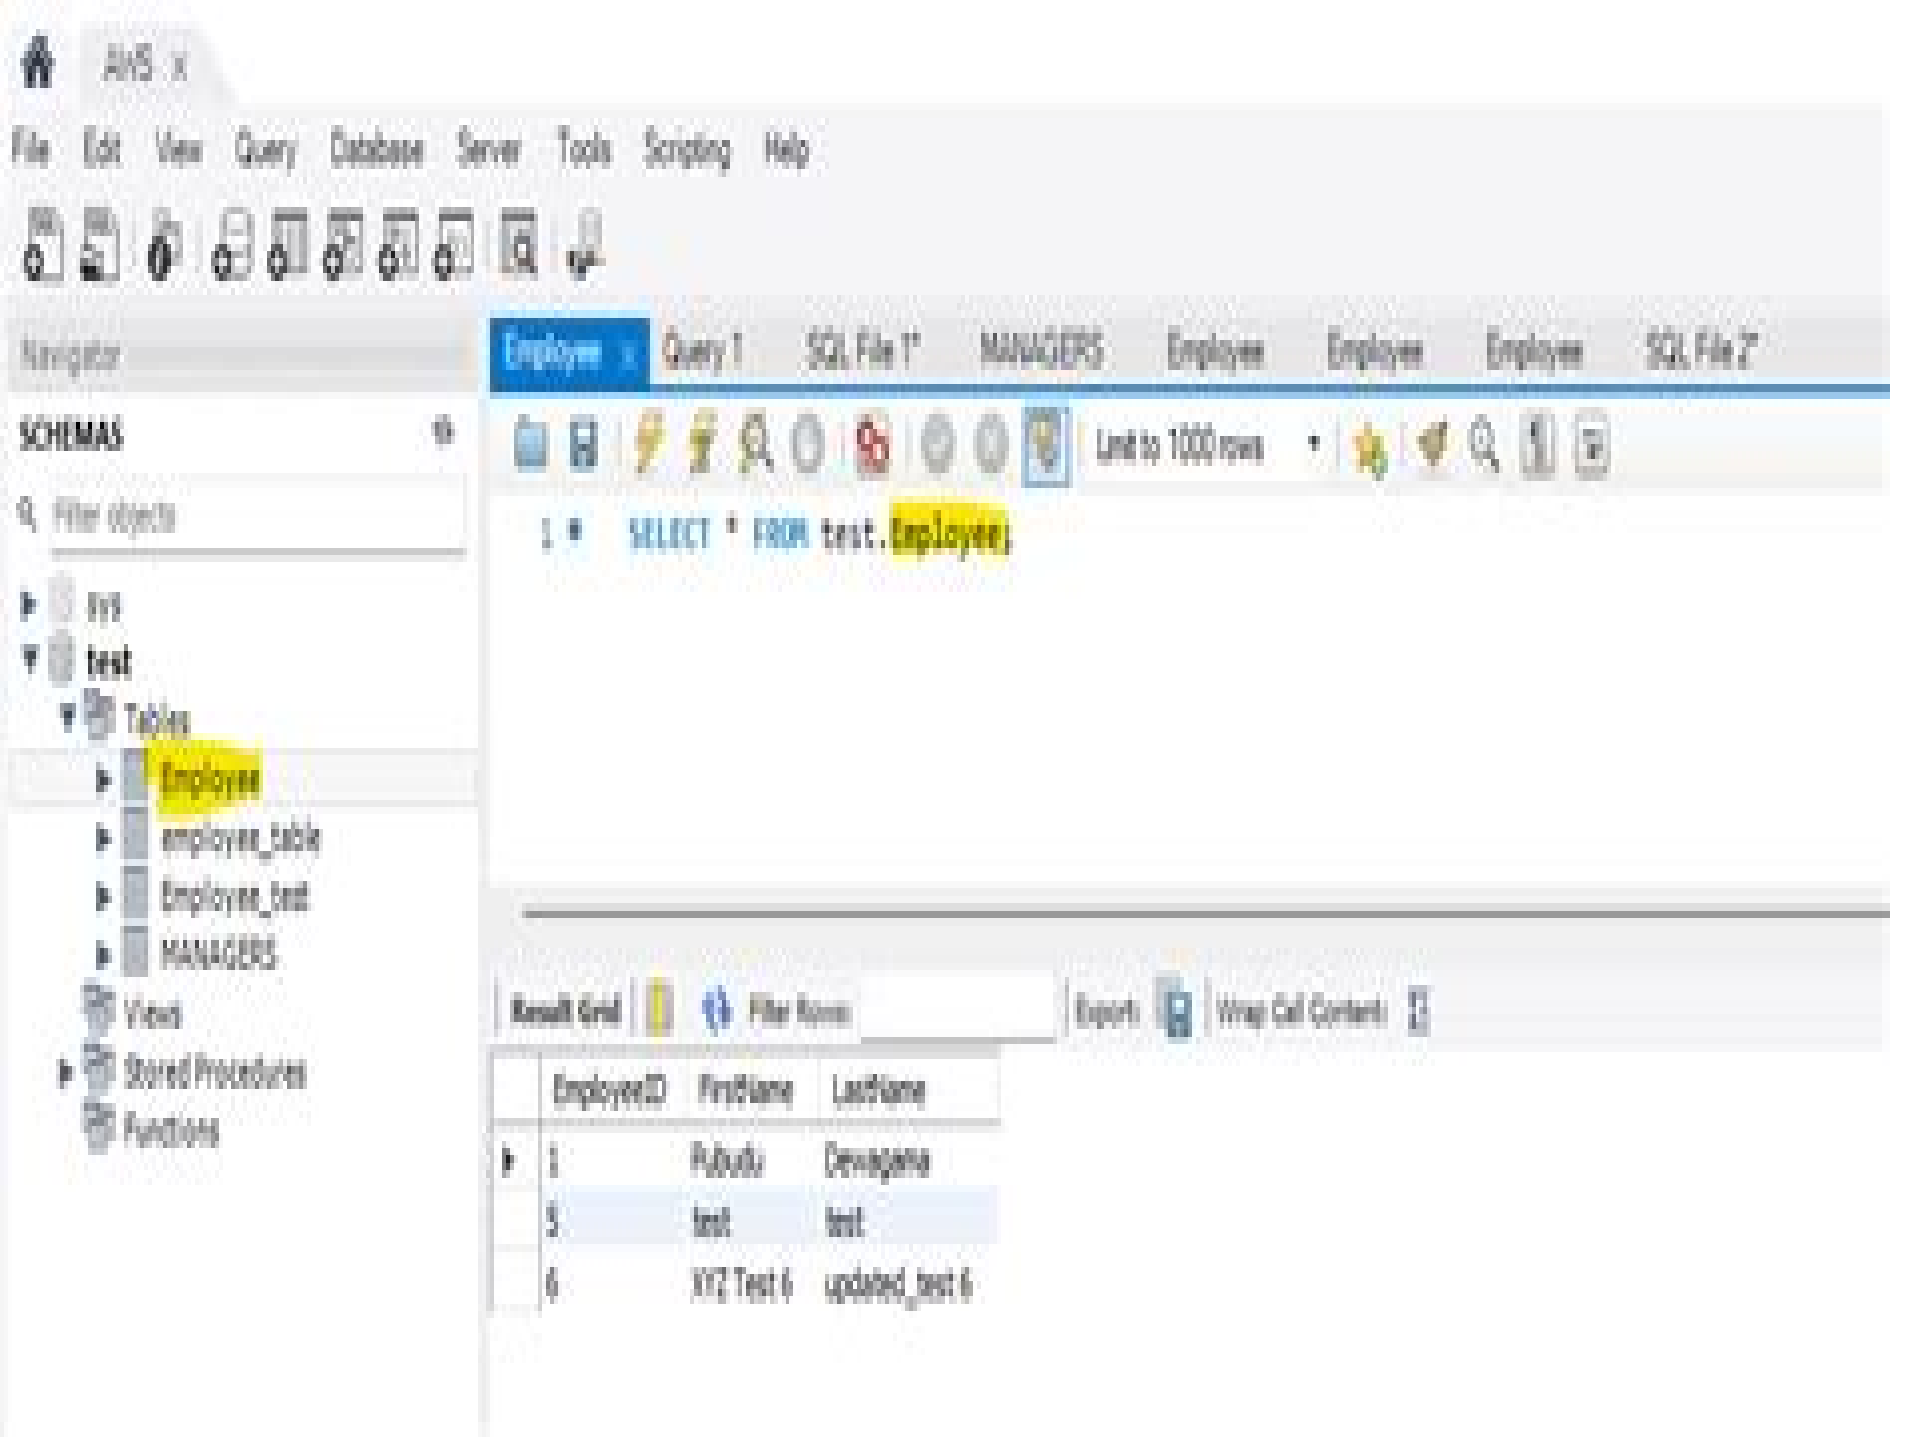 AWS x
File Edit View Query Database Server Tools Scripting Help
Navigator
SCHEMAS
Filter objects
sys
test
Tables
Employee
employee_table
Employee_test
MANAGERS
Views
Stored Procedures
Functions
Employee x Query 1 SQL File 1* MANAGERS Employee Employee Employee SQL File 2*
Limit to 1000 rows
1 SELECT * FROM test.Employee;
Result Grid Filter Rows: Export: Wrap Cell Content:
EmployeeID FirstName LastName
1 Pubudu Dewagama
5 test test
6 XYZ Test 6 updated_test 6